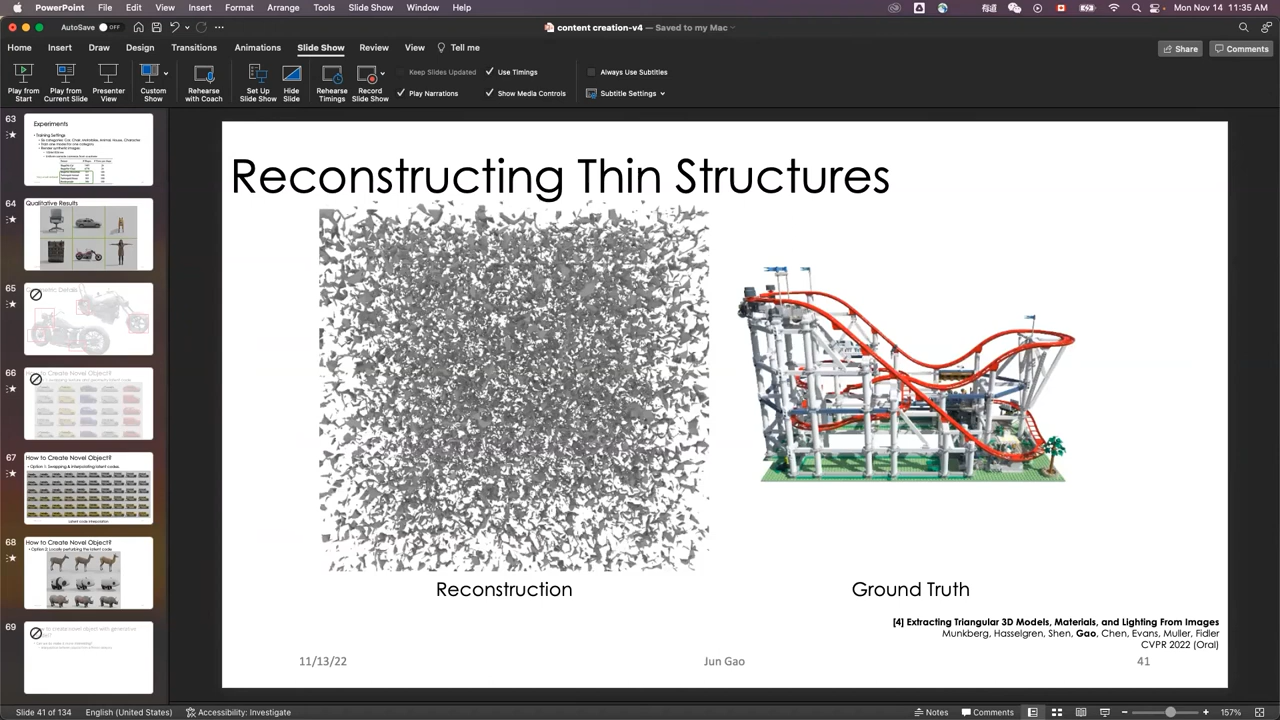 PowerPoint File Edit View Insert Format Arrange Tools Slide Show Window Help Mon Nov 14 11:35 AM
AutoSave OFF content creation-v4 — Saved to my Mac
Home Insert Draw Design Transitions Animations Slide Show Review View Tell me Share Comments
Keep Slides Updated Use Timings Always Use Subtitles
Play from Start
Play from Current Slide
Presenter View
Custom Show
Rehearse with Coach
Set Up Slide Show
Hide Slide
Rehearse Timings
Record Slide Show
Play Narrations Show Media Controls Subtitle Settings
63
Experiments
64
Qualitative Results
65
66
How to Create Novel Object?
67
How to Create Novel Object?
68
How to Create Novel Object?
69
Reconstructing Thin Structures
Reconstruction Ground Truth
[4] Extracting Triangular 3D Models, Materials, and Lighting From Images
Munkberg, Hasselgren, Shen, Gao, Chen, Evans, Muller, Fidler
CVPR 2022 (Oral)
11/13/22 Jun Gao 41
Slide 41 of 134 English (United States) Accessibility: Investigate Notes Comments 157%